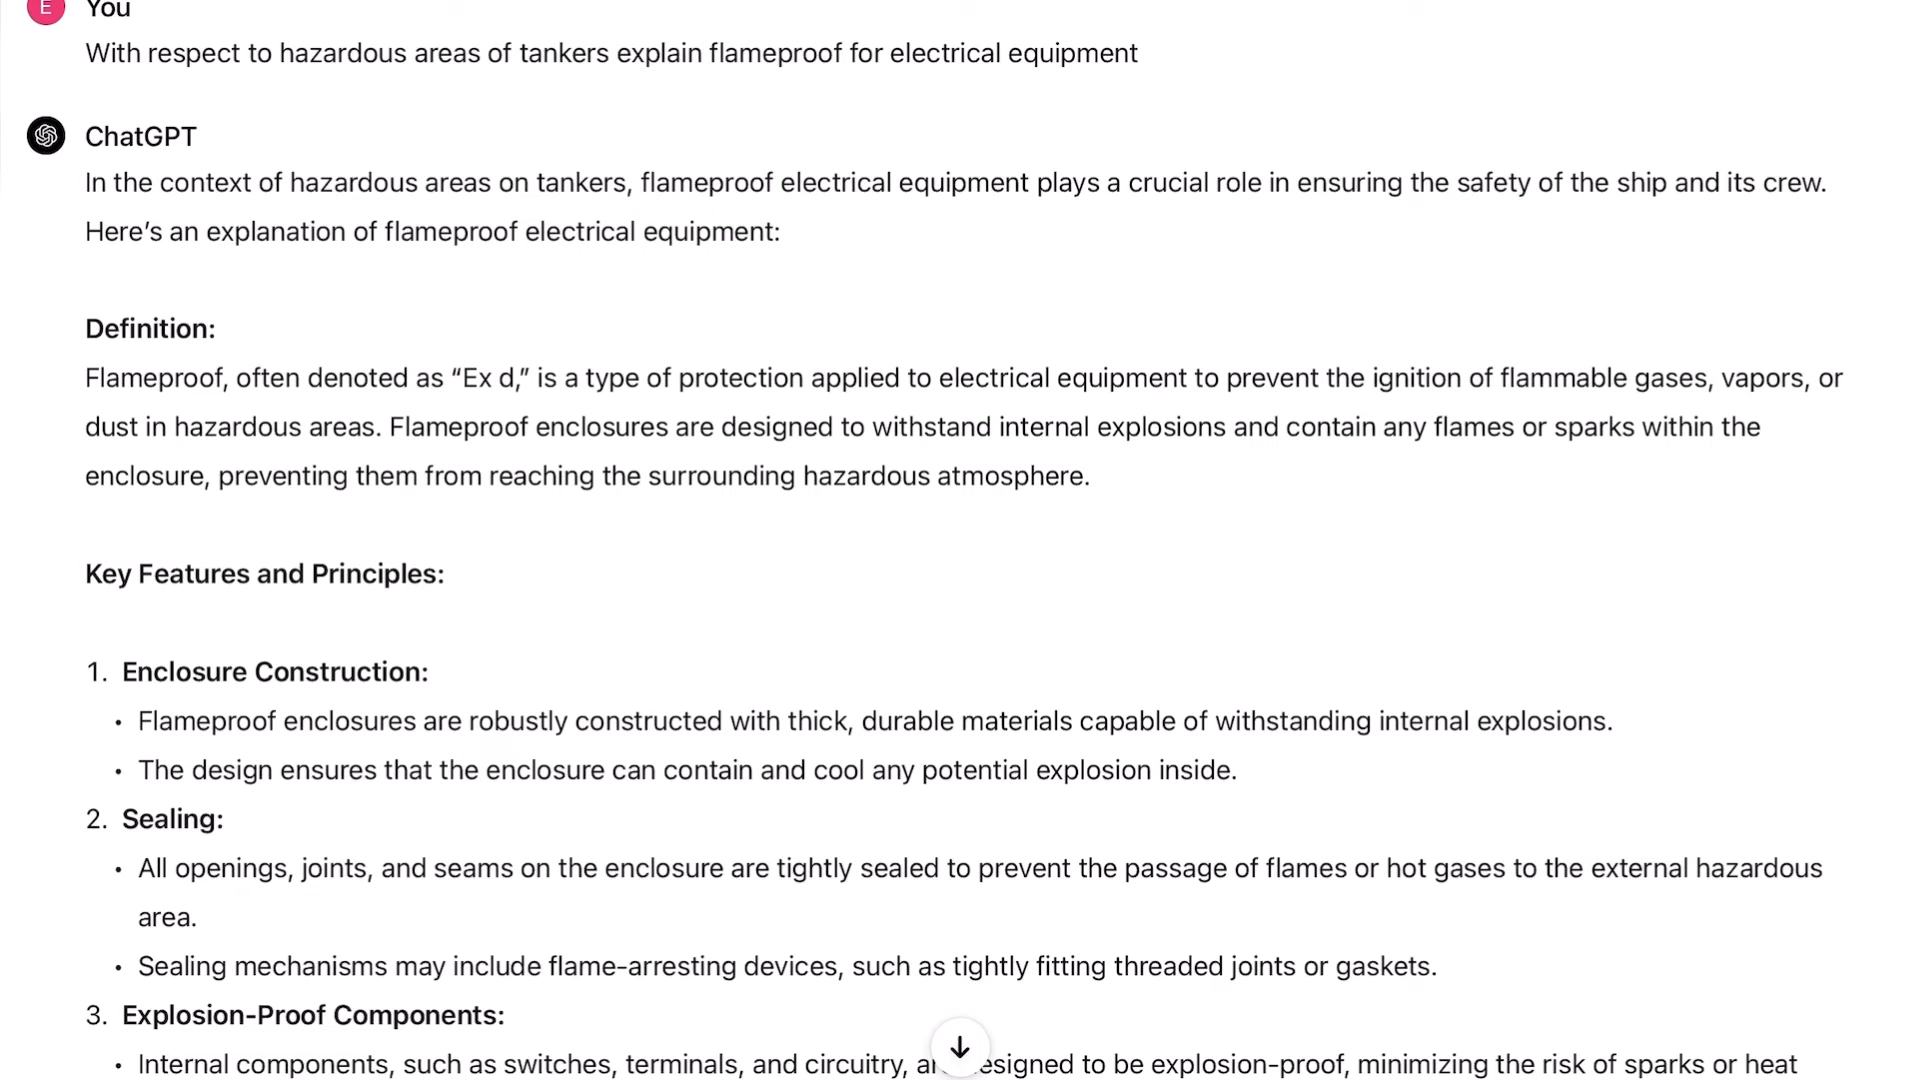 E
You
With respect to hazardous areas of tankers explain flameproof for electrical equipment
ChatGPT
In the context of hazardous areas on tankers, flameproof electrical equipment plays a crucial role in ensuring the safety of the ship and its crew.
Here’s an explanation of flameproof electrical equipment:
Definition:
Flameproof, often denoted as “Ex d,” is a type of protection applied to electrical equipment to prevent the ignition of flammable gases, vapors, or
dust in hazardous areas. Flameproof enclosures are designed to withstand internal explosions and contain any flames or sparks within the
enclosure, preventing them from reaching the surrounding hazardous atmosphere.
Key Features and Principles:
1. Enclosure Construction:
• Flameproof enclosures are robustly constructed with thick, durable materials capable of withstanding internal explosions.
• The design ensures that the enclosure can contain and cool any potential explosion inside.
2. Sealing:
• All openings, joints, and seams on the enclosure are tightly sealed to prevent the passage of flames or hot gases to the external hazardous
area.
• Sealing mechanisms may include flame-arresting devices, such as tightly fitting threaded joints or gaskets.
3. Explosion-Proof Components:
• Internal components, such as switches, terminals, and circuitry, are designed to be explosion-proof, minimizing the risk of sparks or heat